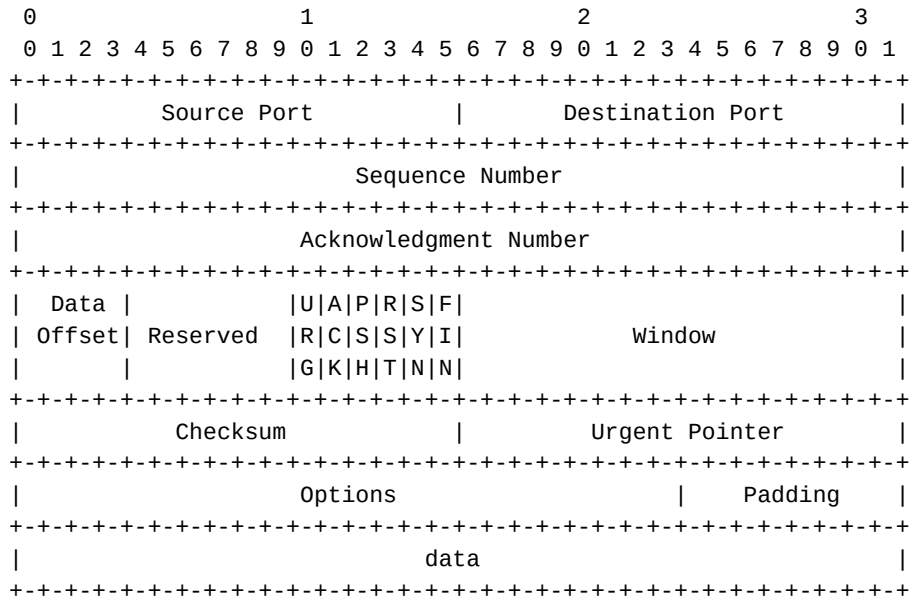 0                   1                   2                   3
 0 1 2 3 4 5 6 7 8 9 0 1 2 3 4 5 6 7 8 9 0 1 2 3 4 5 6 7 8 9 0 1
+-+-+-+-+-+-+-+-+-+-+-+-+-+-+-+-+-+-+-+-+-+-+-+-+-+-+-+-+-+-+-+-+
|          Source Port          |       Destination Port        |
+-+-+-+-+-+-+-+-+-+-+-+-+-+-+-+-+-+-+-+-+-+-+-+-+-+-+-+-+-+-+-+-+
|                        Sequence Number                        |
+-+-+-+-+-+-+-+-+-+-+-+-+-+-+-+-+-+-+-+-+-+-+-+-+-+-+-+-+-+-+-+-+
|                    Acknowledgment Number                      |
+-+-+-+-+-+-+-+-+-+-+-+-+-+-+-+-+-+-+-+-+-+-+-+-+-+-+-+-+-+-+-+-+
|  Data |           |U|A|P|R|S|F|                               |
| Offset| Reserved  |R|C|S|S|Y|I|            Window             |
|       |           |G|K|H|T|N|N|                               |
+-+-+-+-+-+-+-+-+-+-+-+-+-+-+-+-+-+-+-+-+-+-+-+-+-+-+-+-+-+-+-+-+
|           Checksum            |         Urgent Pointer        |
+-+-+-+-+-+-+-+-+-+-+-+-+-+-+-+-+-+-+-+-+-+-+-+-+-+-+-+-+-+-+-+-+
|                    Options                    |    Padding    |
+-+-+-+-+-+-+-+-+-+-+-+-+-+-+-+-+-+-+-+-+-+-+-+-+-+-+-+-+-+-+-+-+
|                             data                              |
+-+-+-+-+-+-+-+-+-+-+-+-+-+-+-+-+-+-+-+-+-+-+-+-+-+-+-+-+-+-+-+-+